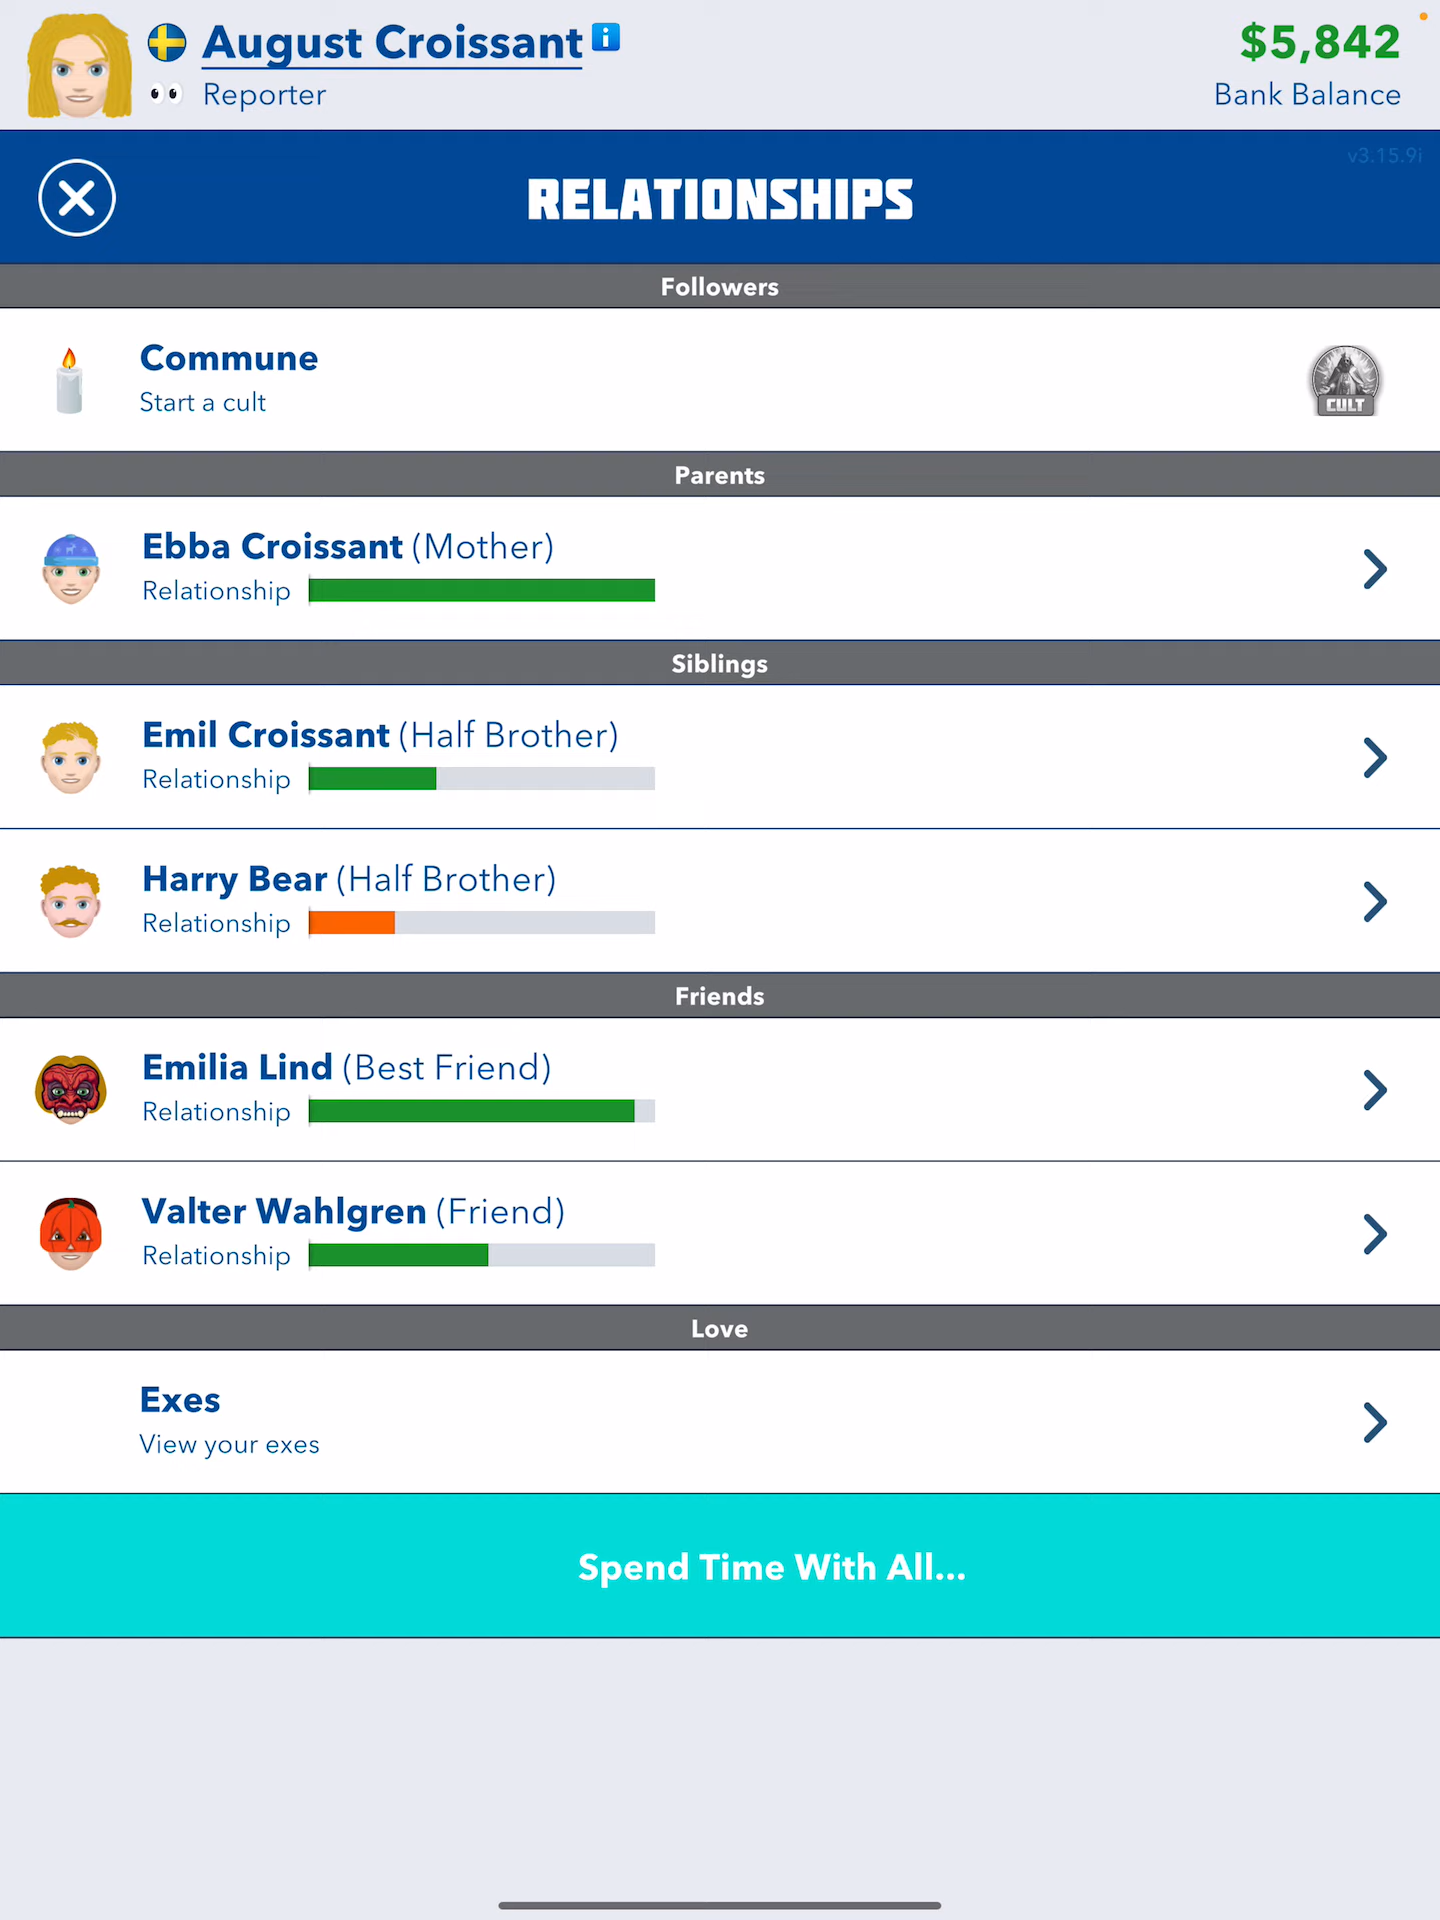 August Croissant
Reporter
$5,842
Bank Balance
v3.15.9i
RELATIONSHIPS
Followers
Commune
Start a cult
CULT
Parents
Ebba Croissant (Mother)
Relationship
Siblings
Emil Croissant (Half Brother)
Relationship
Harry Bear (Half Brother)
Relationship
Friends
Emilia Lind (Best Friend)
Relationship
Valter Wahlgren (Friend)
Relationship
Love
Exes
View your exes
Spend Time With All...